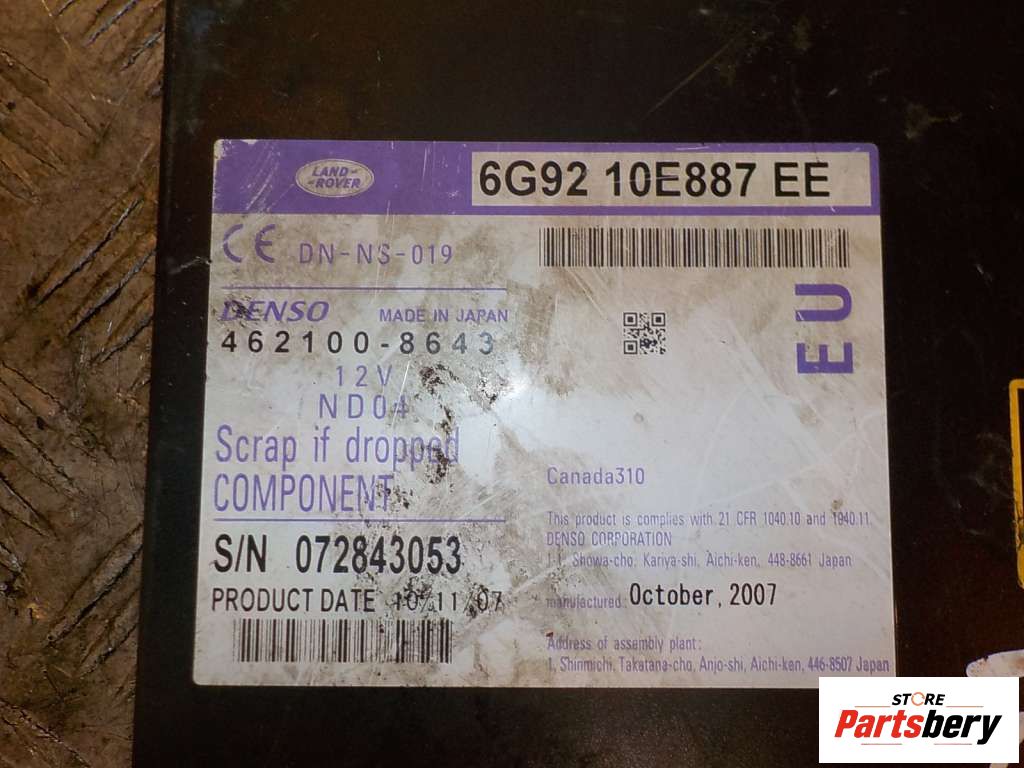 LAND-
-ROVER
6G92 10E887 EE
CE DN-NS-019
DENSO MADE IN JAPAN
462100-8643
12V
ND04
Scrap if dropped
COMPONENT
S/N 072843053
PRODUCT DATE 10/11/07
EU
Canada310
This product is complies with 21 CFR 1040.10 and 1040.11.
DENSO CORPORATION
1-1, Showa-cho, Kariya-shi, Aichi-ken, 448-8661 Japan
manufactured: October, 2007
Address of assembly plant:
1, Shinmichi, Takatana-cho, Anjo-shi, Aichi-ken, 446-8507 Japan
STORE
Partsbery